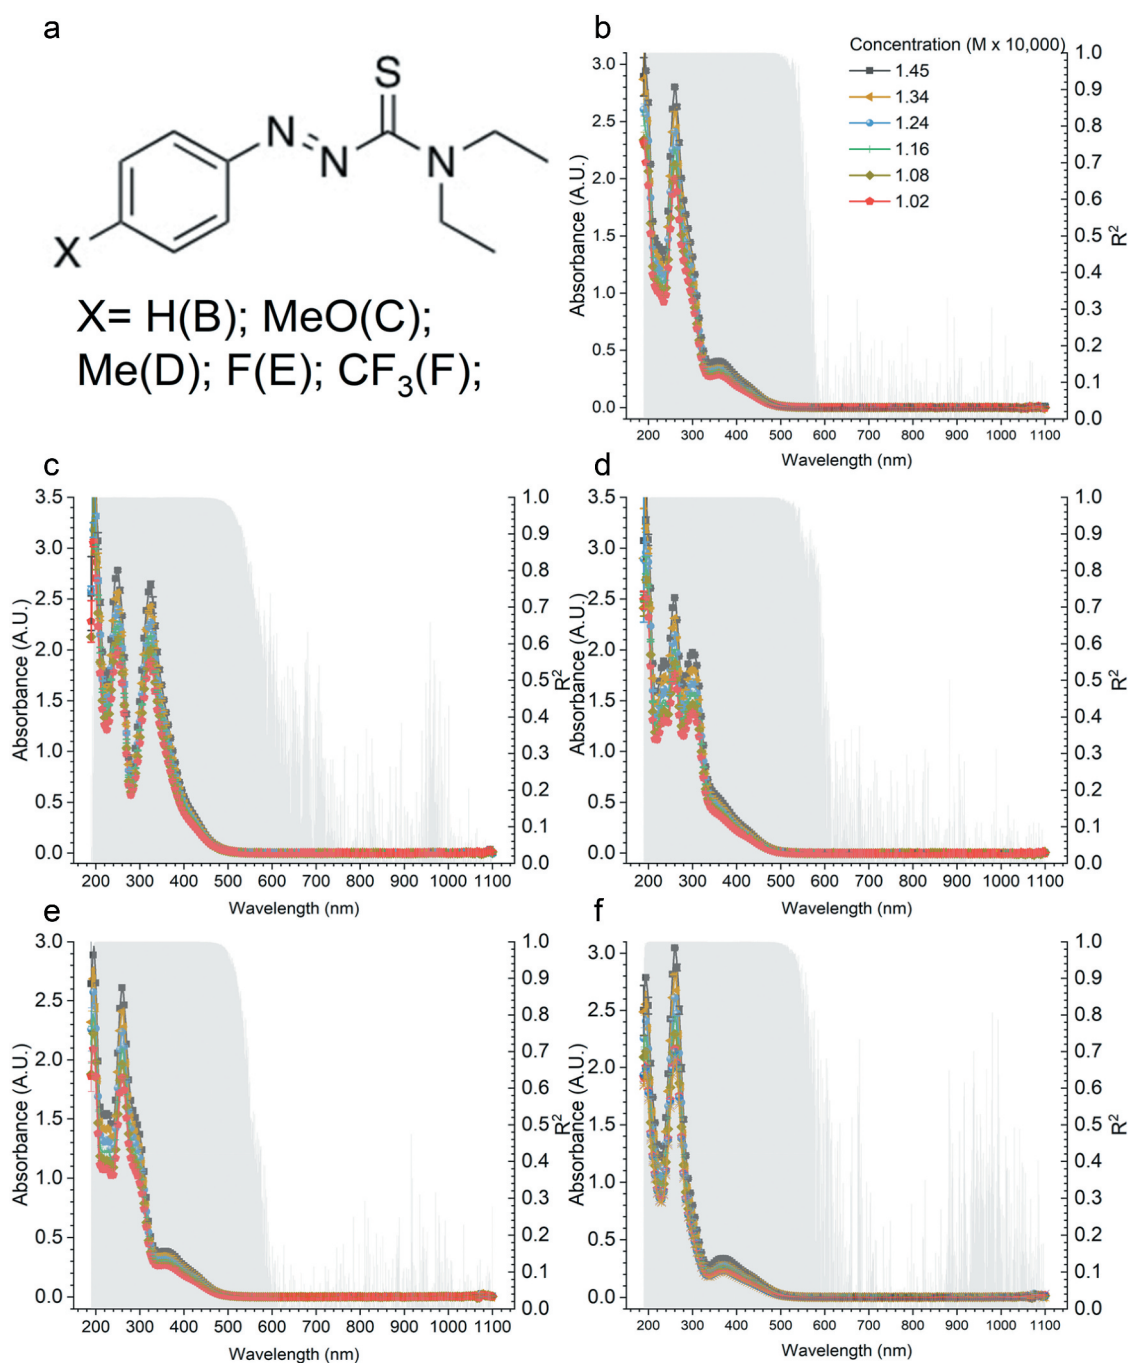 a
S
N
N
N
X
X= H(B); MeO(C);
Me(D); F(E); CF₃(F);
b
Concentration (M x 10,000)
1.45
1.34
1.24
1.16
1.08
1.02
3.0
2.5
2.0
1.5
1.0
0.5
0.0
Absorbance (A.U.)
1.0
0.9
0.8
0.7
0.6
0.5
0.4
0.3
0.2
0.1
0.0
R²
200 300 400 500 600 700 800 900 1000 1100
Wavelength (nm)
c
3.5
3.0
2.5
2.0
1.5
1.0
0.5
0.0
Absorbance (A.U.)
1.0
0.9
0.8
0.7
0.6
0.5
0.4
0.3
0.2
0.1
0.0
R²
200 300 400 500 600 700 800 900 1000 1100
Wavelength (nm)
d
3.5
3.0
2.5
2.0
1.5
1.0
0.5
0.0
Absorbance (A.U.)
1.0
0.9
0.8
0.7
0.6
0.5
0.4
0.3
0.2
0.1
0.0
R²
200 300 400 500 600 700 800 900 1000 1100
Wavelength (nm)
e
3.0
2.5
2.0
1.5
1.0
0.5
0.0
Absorbance (A.U.)
1.0
0.9
0.8
0.7
0.6
0.5
0.4
0.3
0.2
0.1
0.0
R²
200 300 400 500 600 700 800 900 1000 1100
Wavelength (nm)
f
3.0
2.5
2.0
1.5
1.0
0.5
0.0
Absorbance (A.U.)
1.0
0.9
0.8
0.7
0.6
0.5
0.4
0.3
0.2
0.1
0.0
R²
200 300 400 500 600 700 800 900 1000 1100
Wavelength (nm)